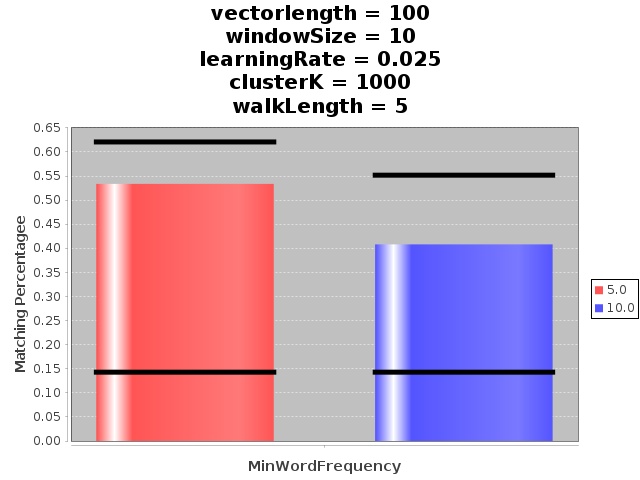 vectorlength = 100
windowSize = 10
learningRate = 0.025
clusterK = 1000
walkLength = 5
0.65
0.60
0.55
0.50
0.45
0.40
0.35
0.30
0.25
0.20
0.15
0.10
0.05
0.00
Matching Percentagee
MinWordFrequency
5.0
10.0